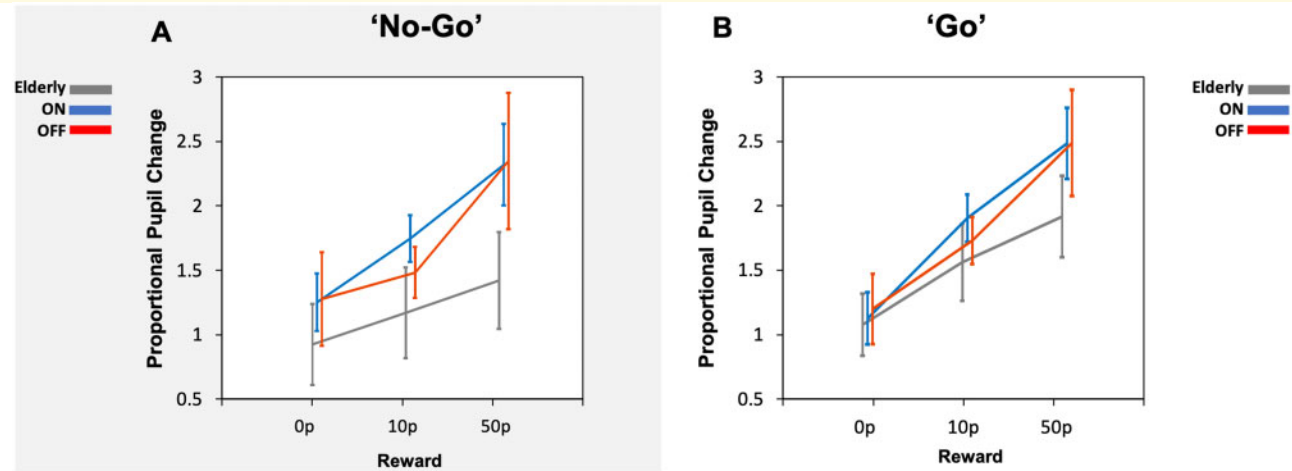 A
‘No-Go’
Elderly
ON
OFF
Proportional Pupil Change
3
2.5
2
1.5
1
0.5
0p
10p
50p
Reward
B
‘Go’
Proportional Pupil Change
3
2.5
2
1.5
1
0.5
0p
10p
50p
Reward
Elderly
ON
OFF